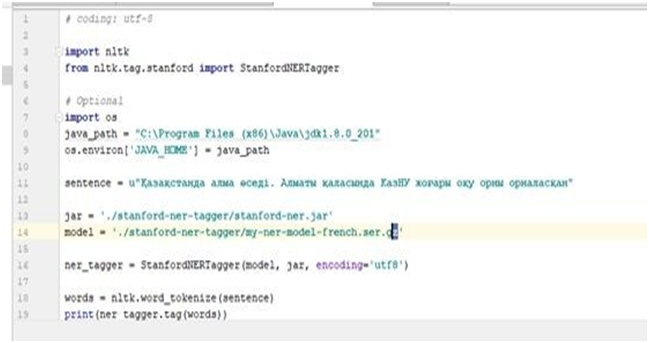 1 # coding: utf-8
2
3 import nltk
4 from nltk.tag.stanford import StanfordNERTagger
5
6 # Optional
7 import os
8 java_path = "C:\Program Files (x86)\Java\jdk1.8.0_201"
9 os.environ['JAVA_HOME'] = java_path
10
11 sentence = u"Қазақстанда алма өседі. Алматы қаласында КазНУ жоғары оқу орны орналасқан"
12
13 jar = './stanford-ner-tagger/stanford-ner.jar'
14 model = './stanford-ner-tagger/my-ner-model-french.ser.gz'
15
16 ner_tagger = StanfordNERTagger(model, jar, encoding='utf8')
17
18 words = nltk.word_tokenize(sentence)
19 print(ner_tagger.tag(words))